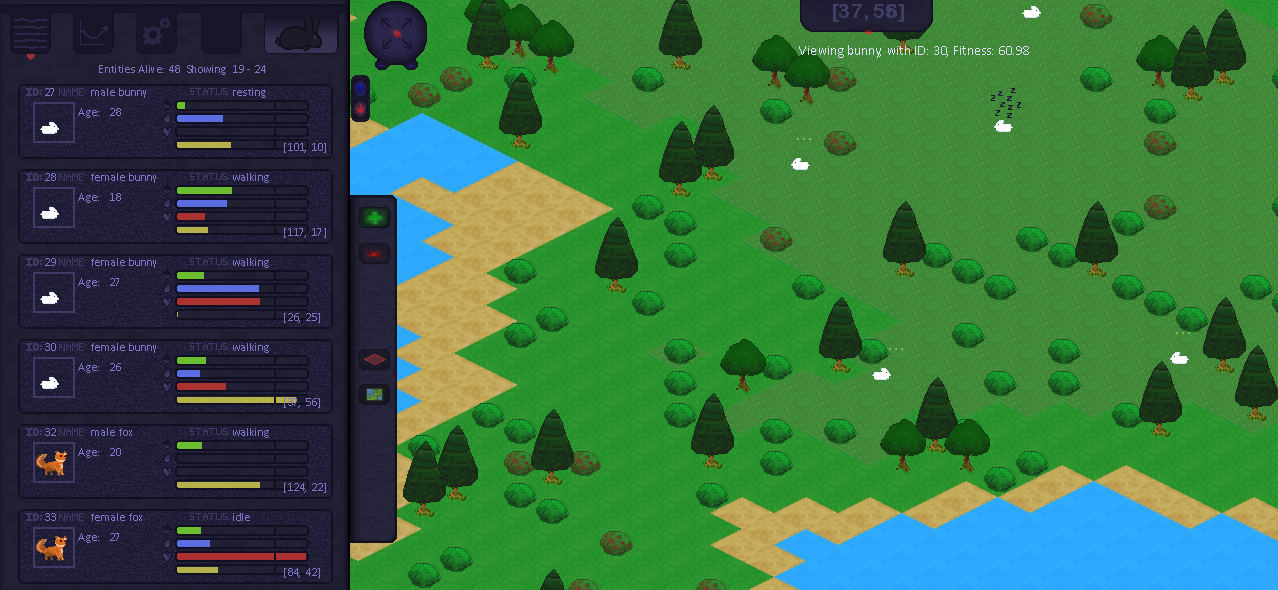 Entities Alive: 48 Showing 19 - 24
ID: 27 NAME: male bunny STATUS: resting
Age: 28
[101, 10]
ID: 28 NAME: female bunny STATUS: walking
Age: 18
[117, 17]
ID: 29 NAME: female bunny STATUS: walking
Age: 27
[26, 25]
ID: 30 NAME: female bunny STATUS: walking
Age: 26
[37, 56]
ID: 32 NAME: male fox STATUS: walking
Age: 20
[124, 22]
ID: 33 NAME: female fox STATUS: idle
Age: 27
[84, 42]
[37, 56]
Viewing bunny, with ID: 30, Fitness: 60.98
z z z z z z z z z